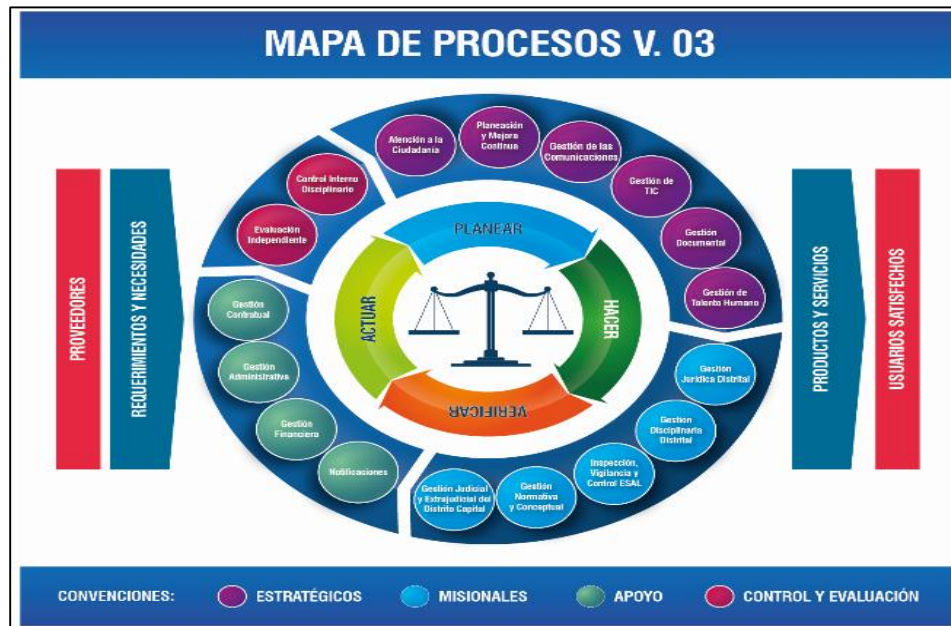 MAPA DE PROCESOS V. 03
PROVEEDORES
REQUERIMIENTOS Y NECESIDADES
Control Interno
Disciplinario
Evaluación
Independiente
Atención a la
Ciudadanía
Planeación
y Mejora
Continua
Gestión de las
Comunicaciones
Gestión de
TIC
Gestión
Documental
Gestión de
Talento Humano
Gestión
Contratual
Gestión
Administrativa
Gestión
Financiera
Notificaciones
PLANEAR
HACER
VERIFICAR
ACTUAR
Gestión
Jurídica Distrital
Gestión
Disciplinaria
Distrital
Inspección,
Vigilancia y
Control ESAL
Gestión
Normativa
y Conceptual
Gestión Judicial
y Extrajudicial del
Distrito Capital
PRODUCTOS Y SERVICIOS
USUARIOS SATISFECHOS
CONVENCIONES:
ESTRATÉGICOS
MISIONALES
APOYO
CONTROL Y EVALUACIÓN